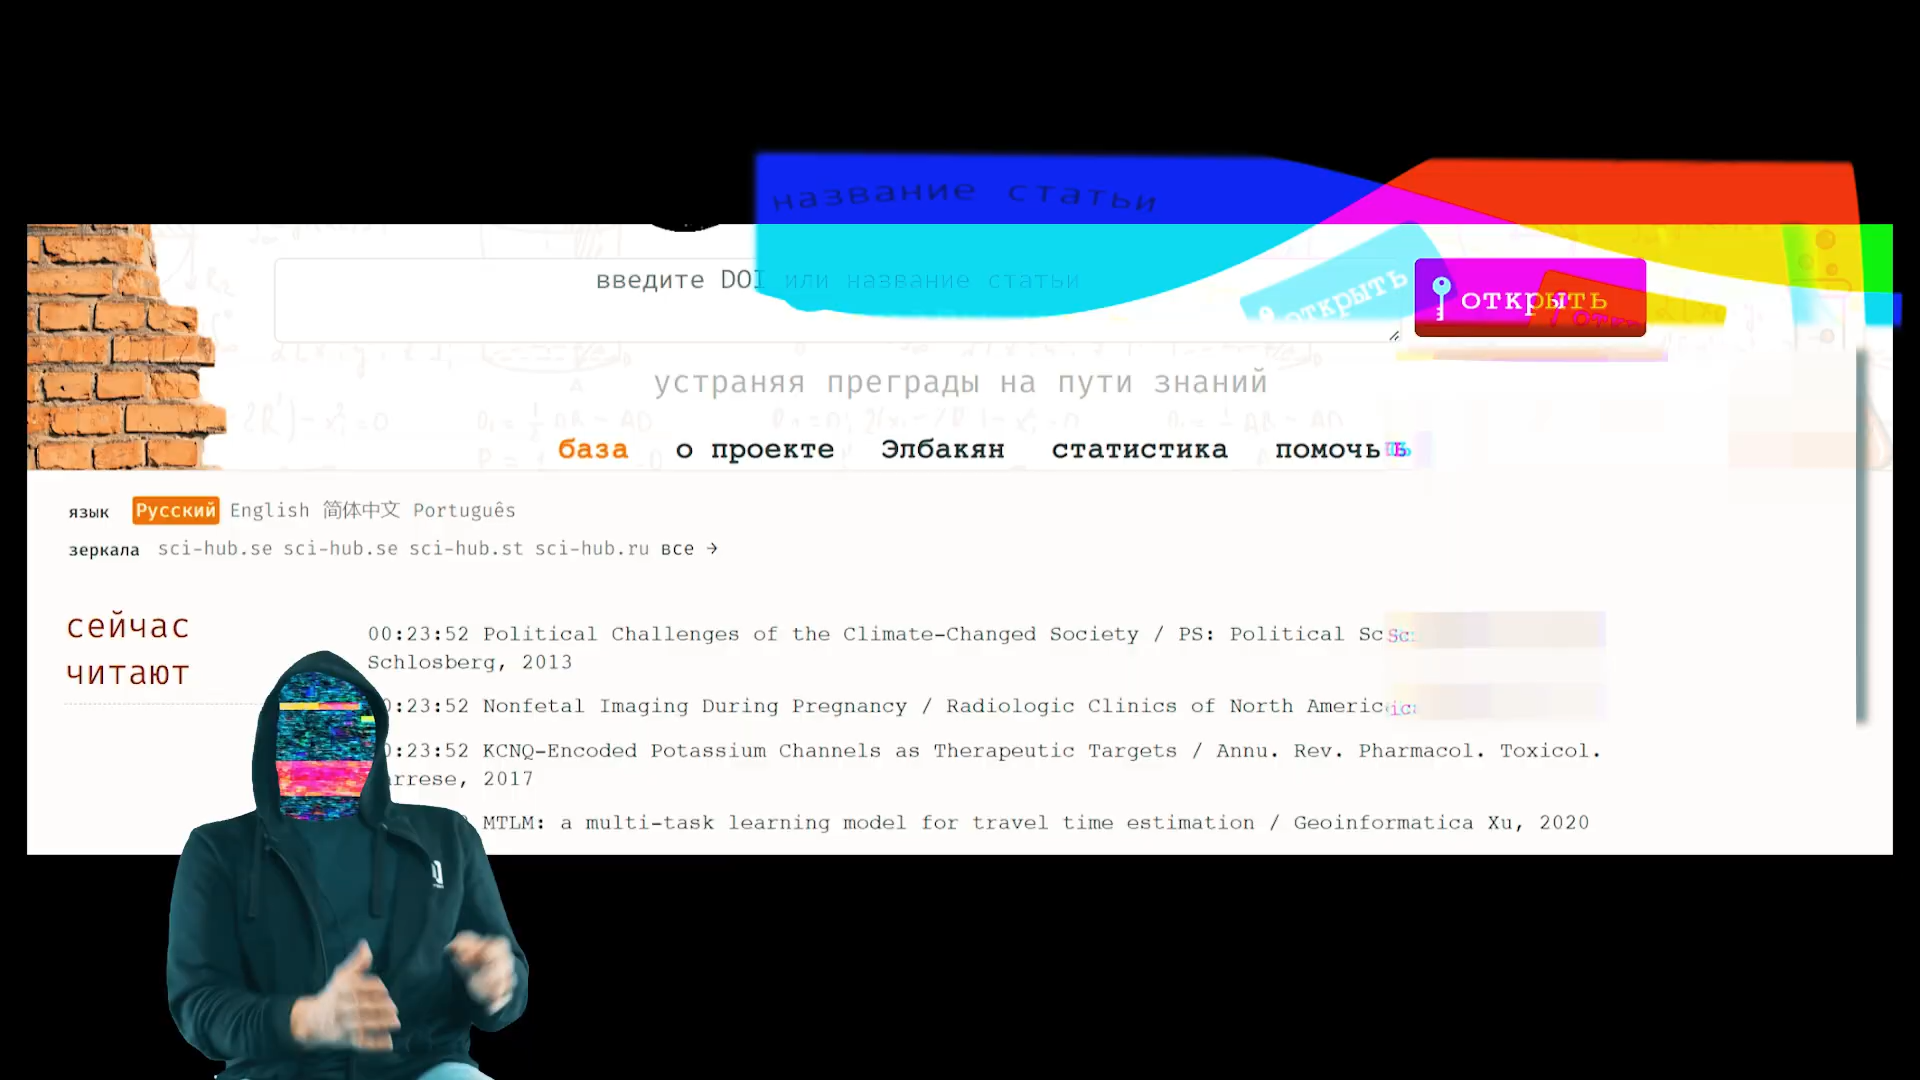 название статьи
введите DOI или название статьи
открыть
открыть
устраняя преграды на пути знаний
база о проекте Элбакян статистика помочь
язык Русский English 简体中文 Português
зеркала sci-hub.se sci-hub.se sci-hub.st sci-hub.ru все →
сейчас
читают
00:23:52 Political Challenges of the Climate-Changed Society / PS: Political
Schlosberg, 2013
:23:52 Nonfetal Imaging During Pregnancy / Radiologic Clinics of North
:23:52 KCNQ-Encoded Potassium Channels as Therapeutic Targets / Annu. Rev. Pharmacol. Toxicol.
2017
MTLM: a multi-task learning model for travel time estimation / Geoinformatica Xu, 2020